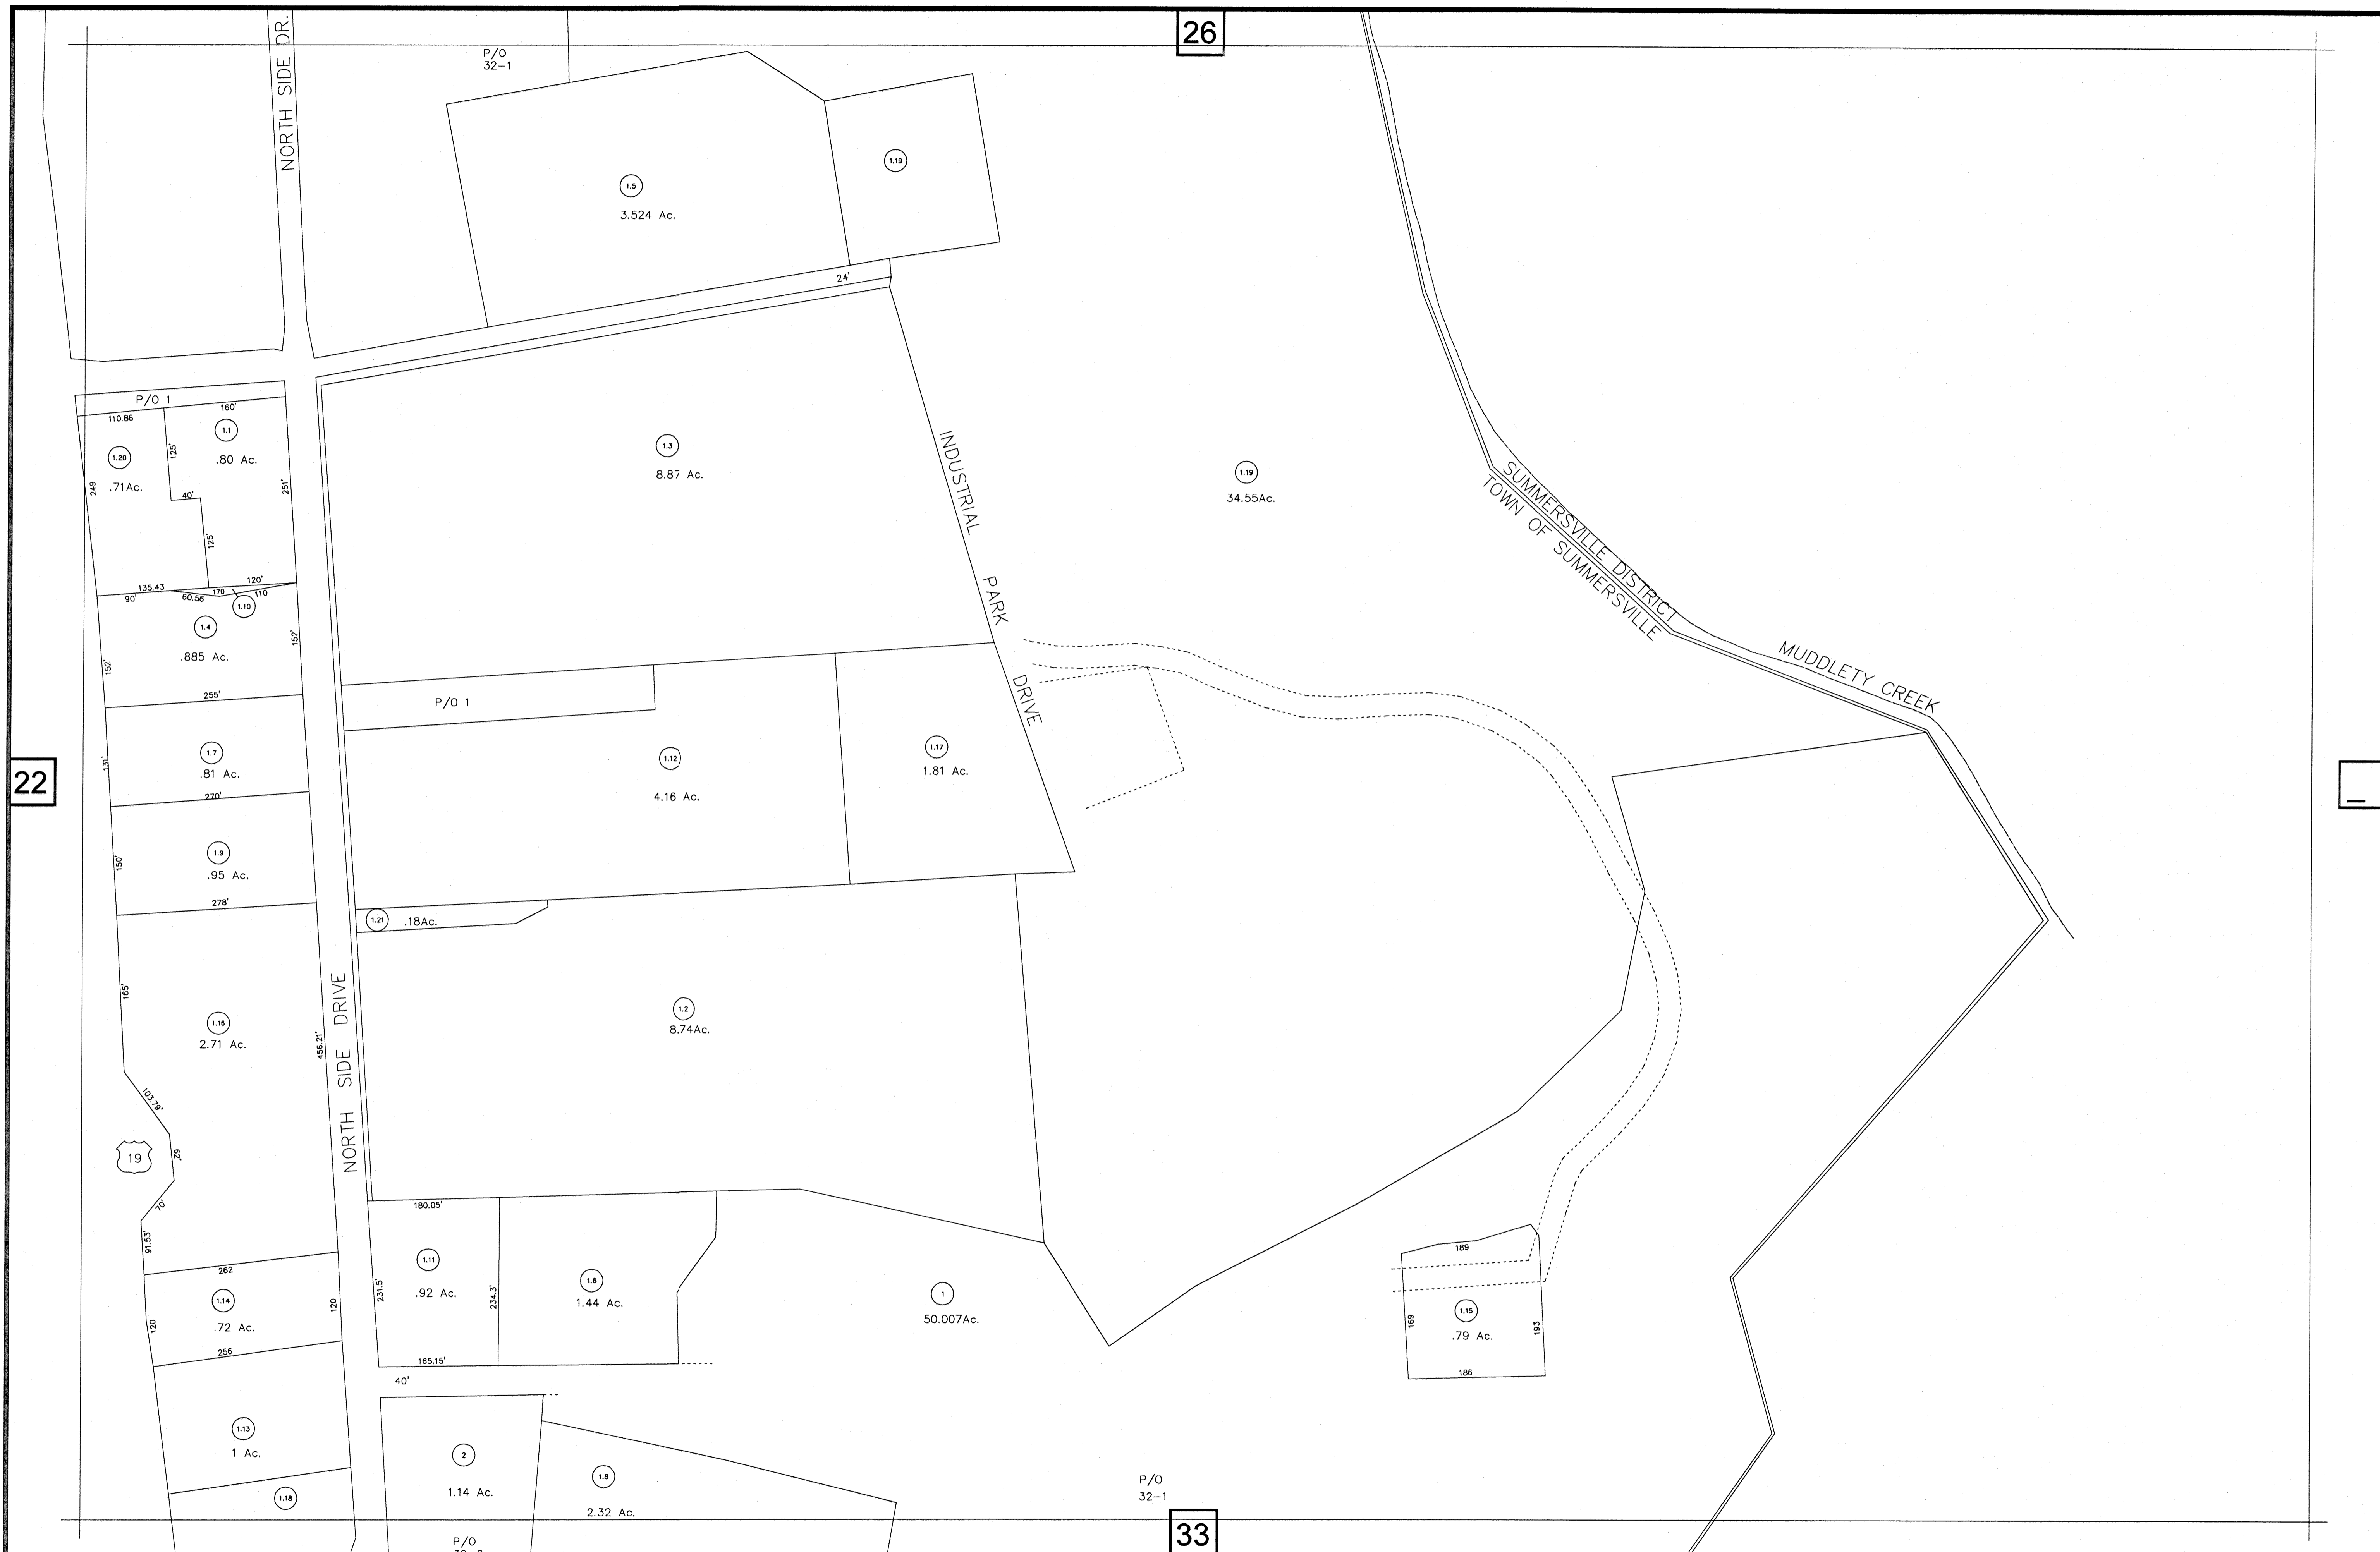 26
NORTH SIDE DR.
P/O
32-1
1.19
1.5
3.524 Ac.
24'
P/O 1
160'
110.86
1.1
.80 Ac.
125'
1.20
.71Ac.
249
40'
251'
125'
1.3
8.87 Ac.
INDUSTRIAL PARK DRIVE
1.19
34.55Ac.
SUMMERSVILLE DISTRICT
TOWN OF SUMMERSVILLE
MUDDLETY CREEK
135.43
120'
90'
60.56
170
110
1.10
1.4
.885 Ac.
152'
152'
255'
P/O 1
1.7
.81 Ac.
131'
270'
1.12
4.16 Ac.
1.17
1.81 Ac.
22
1.9
.95 Ac.
150'
278'
1.21
.18Ac.
165'
1.16
2.71 Ac.
456.21'
NORTH SIDE DRIVE
1.2
8.74Ac.
103.79'
19
62'
70'
91.53'
180.05'
262
1.11
.92 Ac.
231.5'
234.3'
1.6
1.44 Ac.
1
50.007Ac.
189
1.15
.79 Ac.
169
193
186
1.14
.72 Ac.
120
120
256
165.15'
40'
1.13
1 Ac.
2
1.14 Ac.
1.8
2.32 Ac.
1.18
P/O
32-1
P/O
33